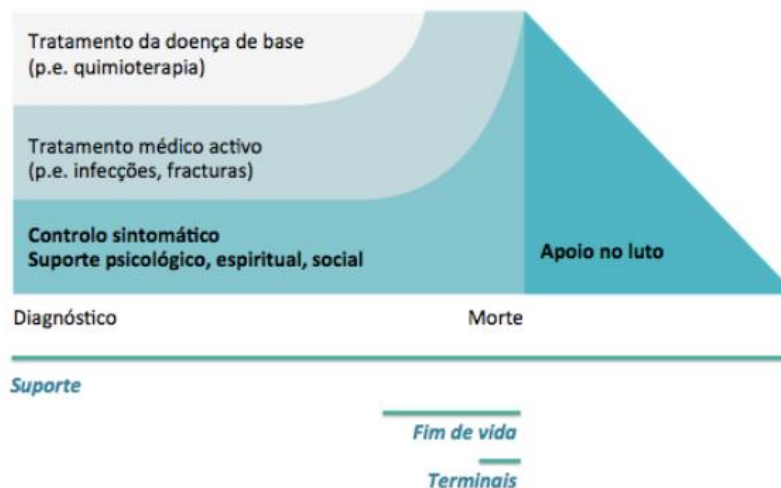 Tratamento da doença de base
(p.e. quimioterapia)
Tratamento médico activo
(p.e. infecções, fracturas)
Controlo sintomático
Suporte psicológico, espiritual, social
Apoio no luto
Diagnóstico
Morte
Suporte
Fim de vida
Terminais